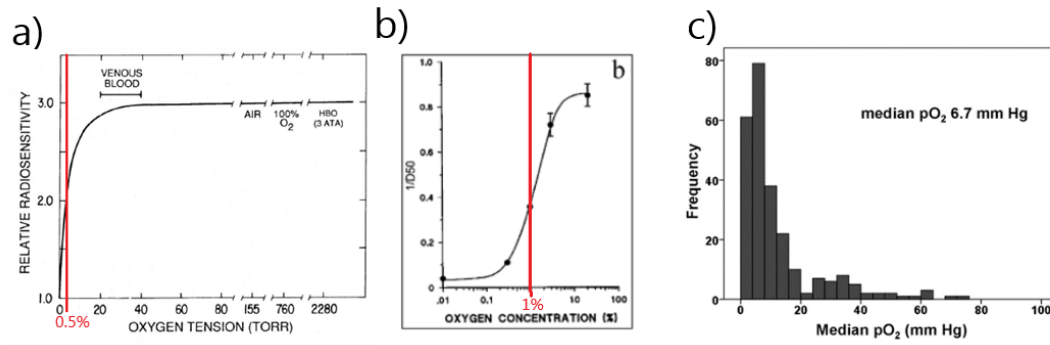 a)
RELATIVE RADIOSENSITIVITY
3.0
2.0
1.0
VENOUS
BLOOD
AIR
100%
O2
HBO
(3 ATA)
0 20 40 60 80 155 760 2280
0.5%
OXYGEN TENSION (TORR)
b)
b
1/D50
1.0
0.8
0.6
0.4
0.2
0
.01 0.1 1 10 100
1%
OXYGEN CONCENTRATION (%)
c)
median pO2 6.7 mm Hg
Frequency
80
60
40
20
0
0 20 40 60 80 100
Median pO2 (mm Hg)